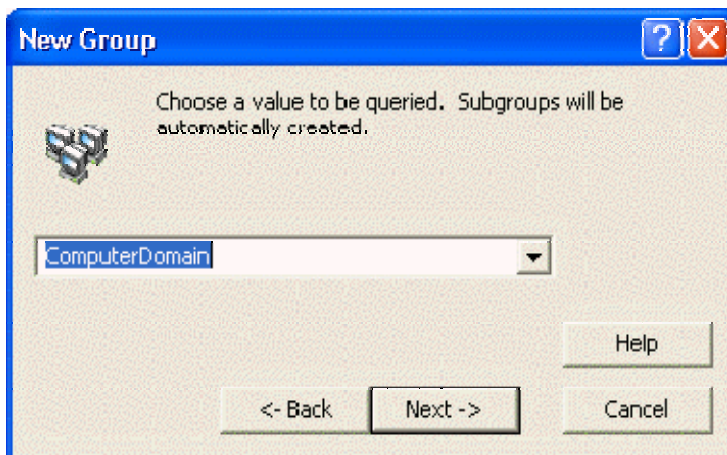 New Group
Choose a value to be queried. Subgroups will be
automatically created.
ComputerDomain
Help
<- Back
Next ->
Cancel